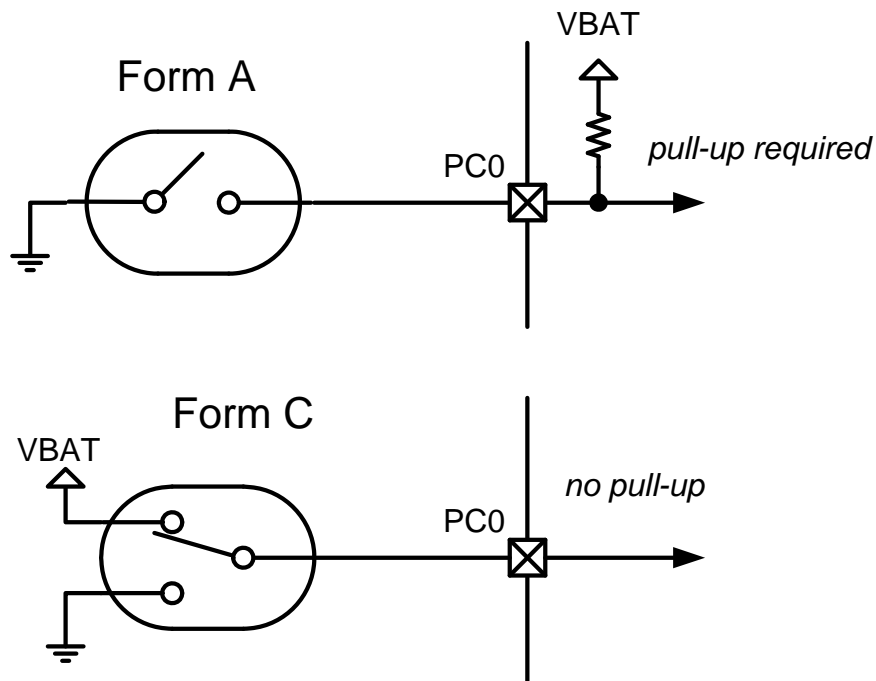 VBAT
Form A
pull-up required
PC0
Form C
VBAT
no pull-up
PC0